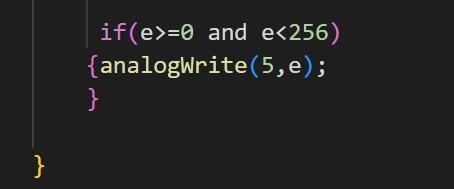 if(e>=0 and e<256)
{analogWrite(5,e);
}
}